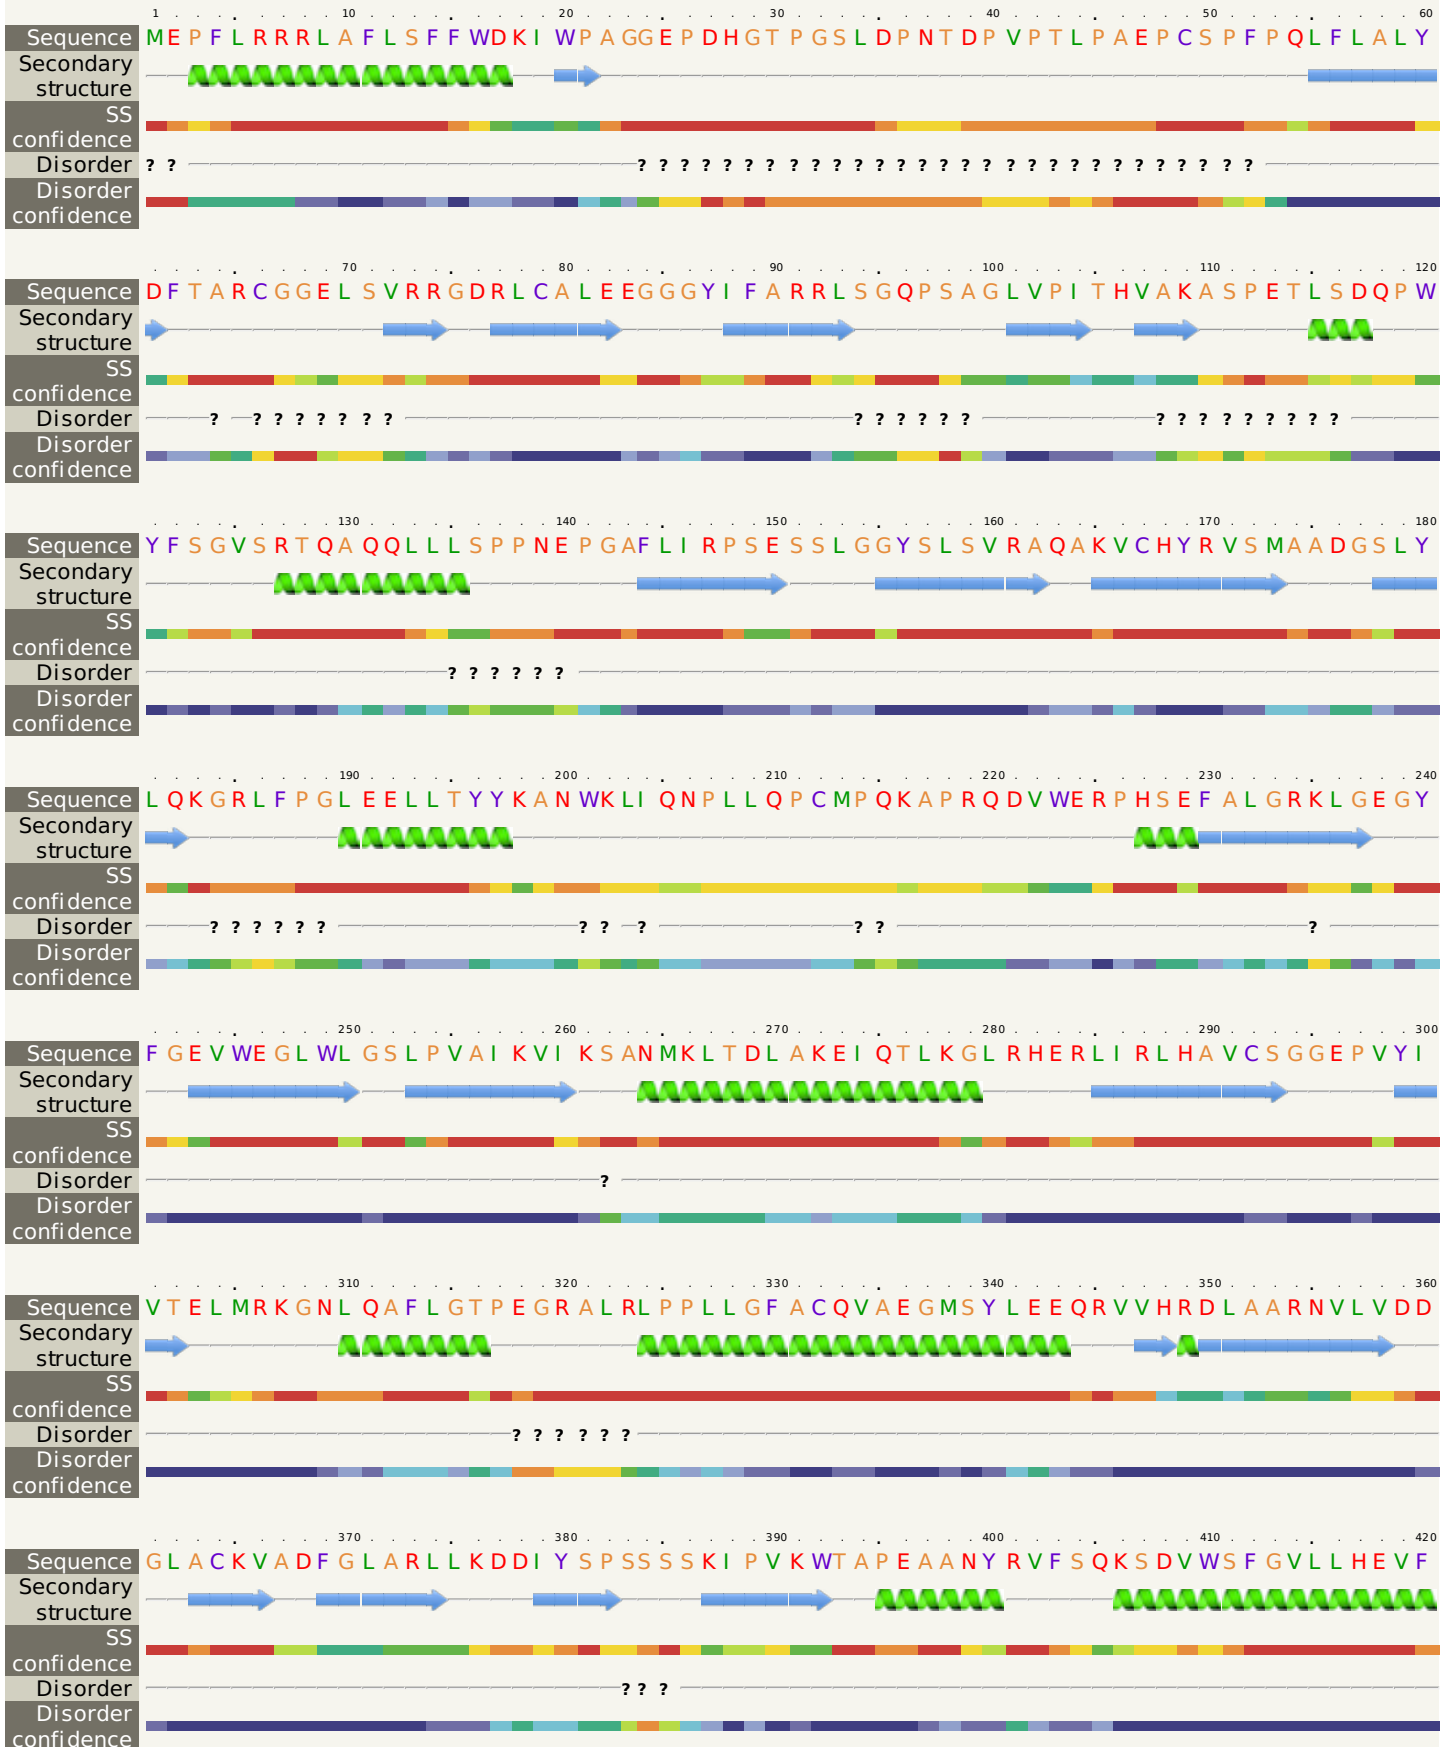 1 10 20 30 40 50 60
Sequence MEPFLRRRLAFLSFFWDKIWPAGGEPDHGTPGSLDPNTDPVPTLPAEPCSPFPQLFLALY
Secondary
structure
SS
confidence
Disorder ? ? ? ? ? ? ? ? ? ? ? ? ? ? ? ? ? ? ? ? ? ? ? ? ? ? ? ? ? ? ?
Disorder
confidence
70 80 90 100 110 120
Sequence DFTARCGGELSVRRGDRLCALEEGGGYIFARRLSGQPSAGLVPITHVAKASPETLSDQPW
Secondary
structure
SS
confidence
Disorder ? ? ? ? ? ? ? ? ? ? ? ? ? ? ? ? ? ? ? ? ? ? ?
Disorder
confidence
130 140 150 160 170 180
Sequence YFSGVSRTQAQQLLLSPPNEPGAFLIRPSESSLGGYSLSVRAQAKVCHYRVSMAADGSLY
Secondary
structure
SS
confidence
Disorder ? ? ? ? ? ?
Disorder
confidence
190 200 210 220 230 240
Sequence LQKGRLFPGLEELLTYYKANWKLIQNPLLQPCMPQKAPRQDVWERPHSEFALGRKLGEGY
Secondary
structure
SS
confidence
Disorder ? ? ? ? ? ? ? ? ? ? ? ?
Disorder
confidence
250 260 270 280 290 300
Sequence FGEVWEGLWLGSLPVAIKVIKSANMKLTDLAKEIQTLKGLRHERLIRLHAVCSGGEPVYI
Secondary
structure
SS
confidence
Disorder ?
Disorder
confidence
310 320 330 340 350 360
Sequence VTELMRKGNLQAFLGTPEGRALRLPPLLGFACQVAEGMSYLEEQRVVHRDLAARNVLVDD
Secondary
structure
SS
confidence
Disorder ? ? ? ? ? ?
Disorder
confidence
370 380 390 400 410 420
Sequence GLACKVADFGLARLLKDDIYSPSSSSKIPVKWTAPEAANYRVFSQKSDVWSFGVLLHEVF
Secondary
structure
SS
confidence
Disorder ? ? ?
Disorder
confidence